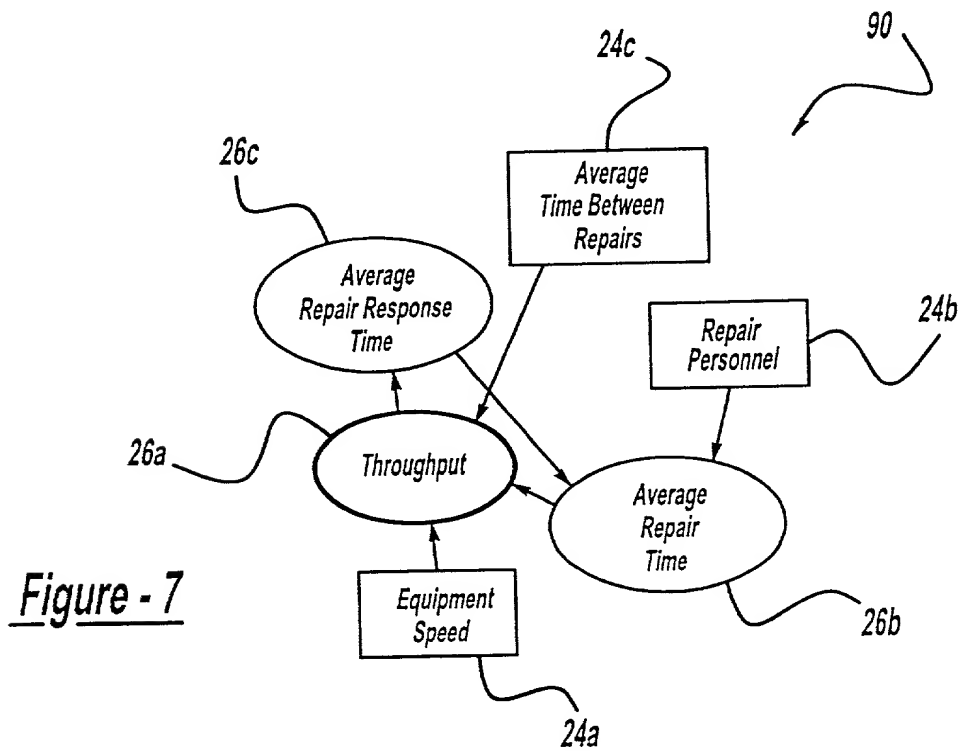 90
24c
26c
Average
Time Between
Repairs
Average
Repair Response
Time
24b
Repair
Personnel
26a
Throughput
Average
Repair
Time
Figure - 7
Equipment
Speed
26b
24a